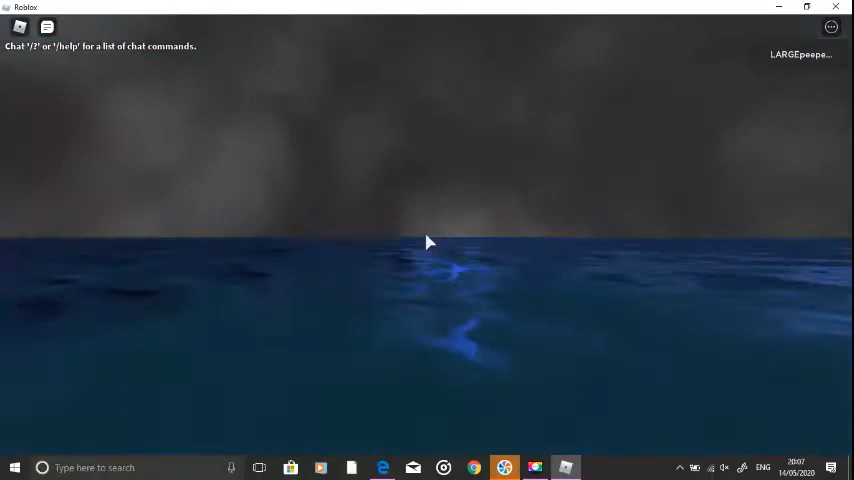 Roblox
Chat '/?' or '/help' for a list of chat commands.
LARGEpeepe...
Type here to search
ENG
20:07
14/05/2020